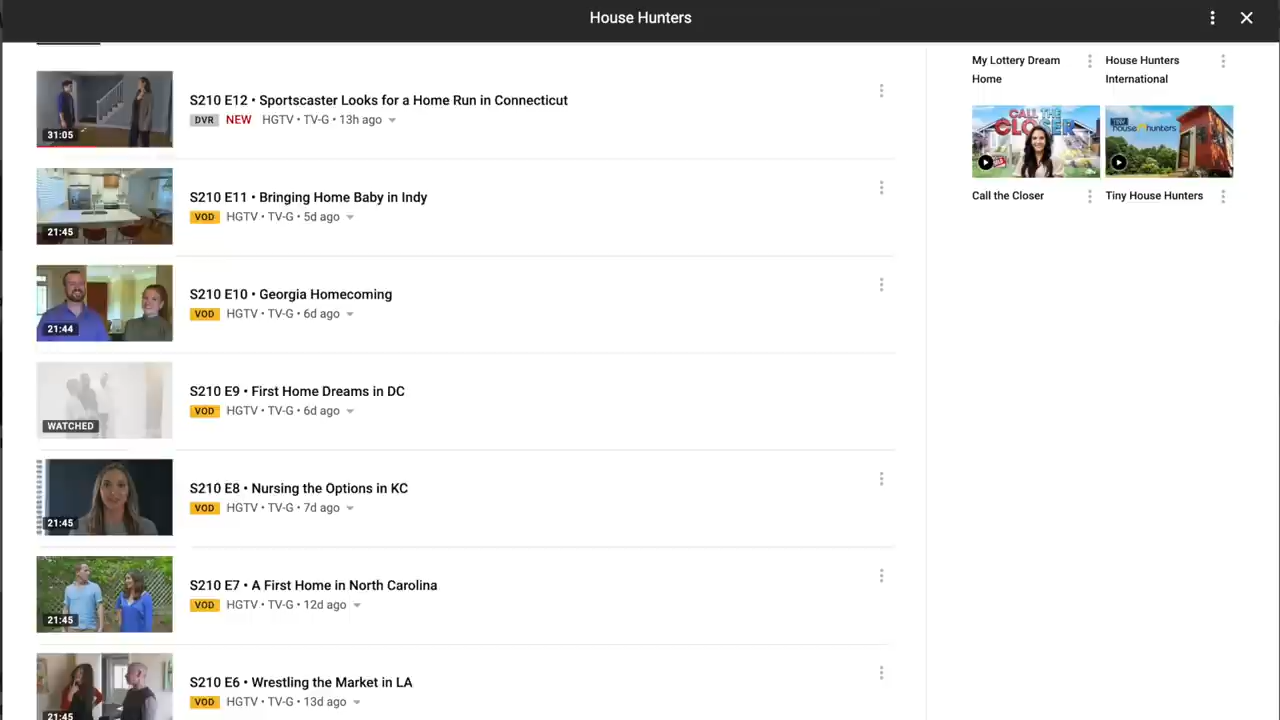 House Hunters
S210 E12 • Sportscaster Looks for a Home Run in Connecticut
DVR NEW HGTV • TV-G • 13h ago
31:05
S210 E11 • Bringing Home Baby in Indy
VOD HGTV • TV-G • 5d ago
21:45
S210 E10 • Georgia Homecoming
VOD HGTV • TV-G • 6d ago
21:44
S210 E9 • First Home Dreams in DC
VOD HGTV • TV-G • 6d ago
WATCHED
S210 E8 • Nursing the Options in KC
VOD HGTV • TV-G • 7d ago
21:45
S210 E7 • A First Home in North Carolina
VOD HGTV • TV-G • 12d ago
21:45
S210 E6 • Wrestling the Market in LA
VOD HGTV • TV-G • 13d ago
21:45
My Lottery Dream
Home
House Hunters
International
CALL THE
CLOSER
Call the Closer
house hunters
Tiny House Hunters